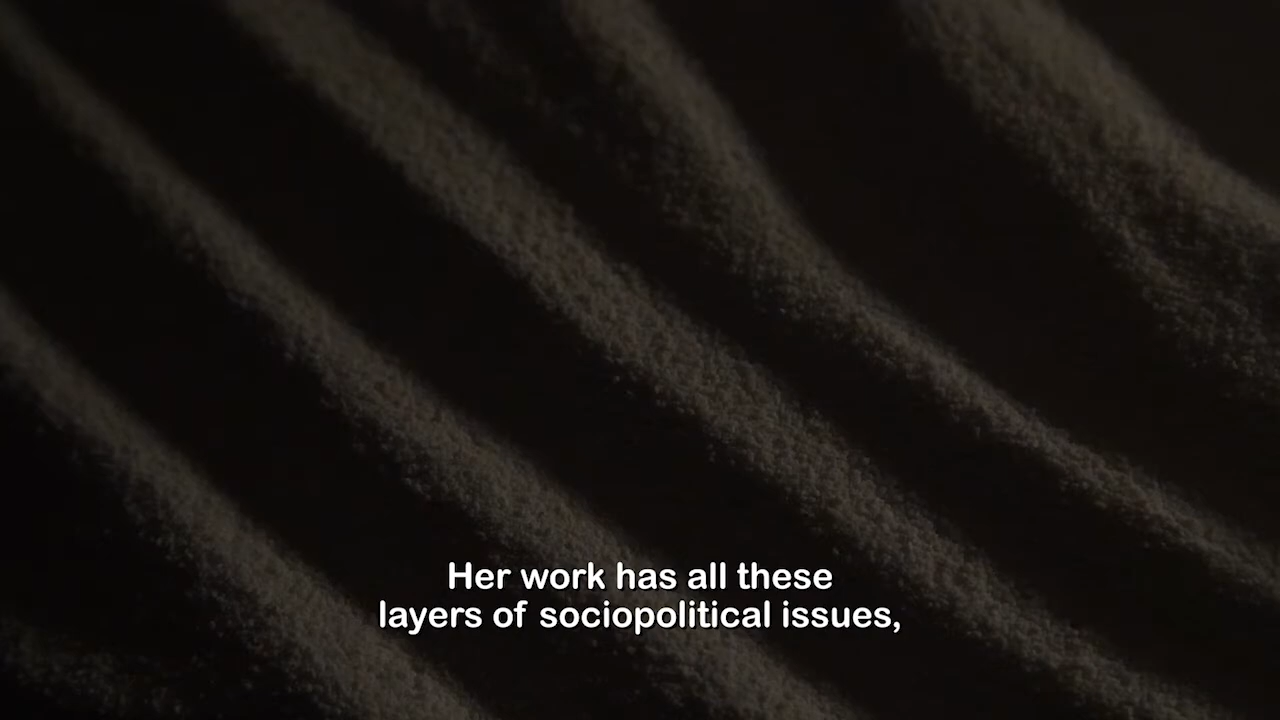 Her work has all these
layers of sociopolitical issues,